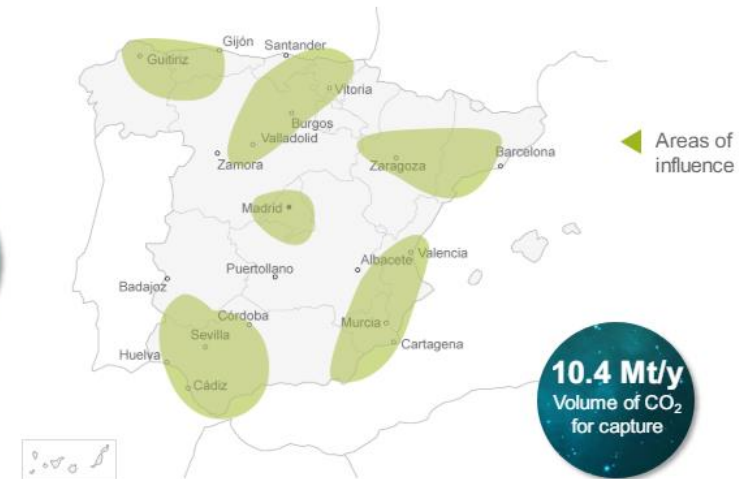 Gijón
Santander
Guitiriz
Vitoria
Burgos
Valladolid
Zamora
Zaragoza
Barcelona
Areas of
influence
Madrid
Albacete
Valencia
Puertollano
Badajoz
Córdoba
Sevilla
Murcia
Huelva
Cartagena
Cádiz
10.4 Mt/y
Volume of CO₂
for capture